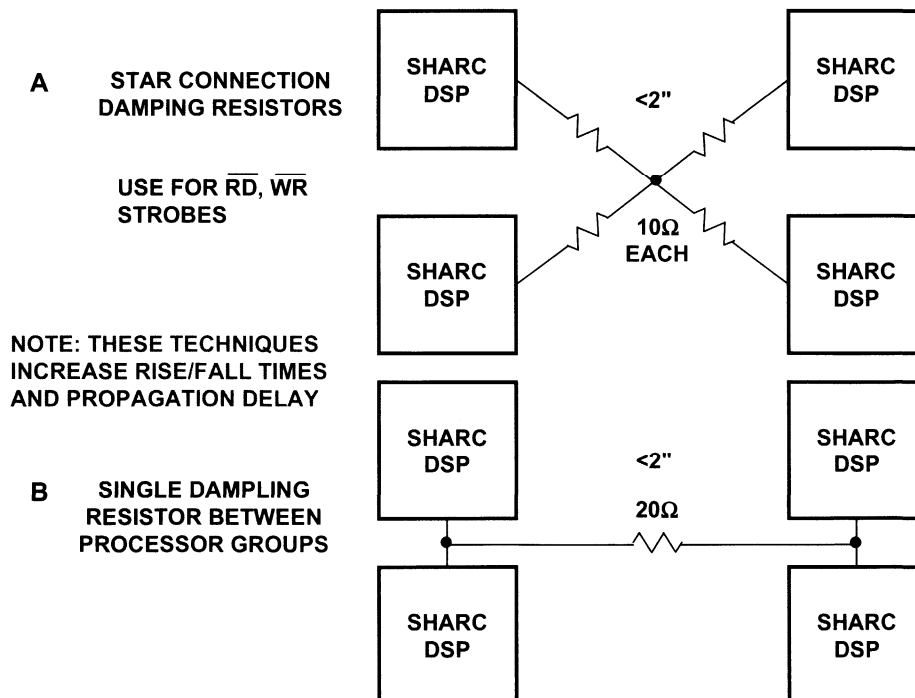 A
STAR CONNECTION
DAMPING RESISTORS
USE FOR R̅D̅, W̅R̅
STROBES
SHARC
DSP
<2"
SHARC
DSP
SHARC
DSP
10Ω
EACH
SHARC
DSP
NOTE: THESE TECHNIQUES
INCREASE RISE/FALL TIMES
AND PROPAGATION DELAY
B
SINGLE DAMPLING
RESISTOR BETWEEN
PROCESSOR GROUPS
SHARC
DSP
<2"
20Ω
SHARC
DSP
SHARC
DSP
SHARC
DSP